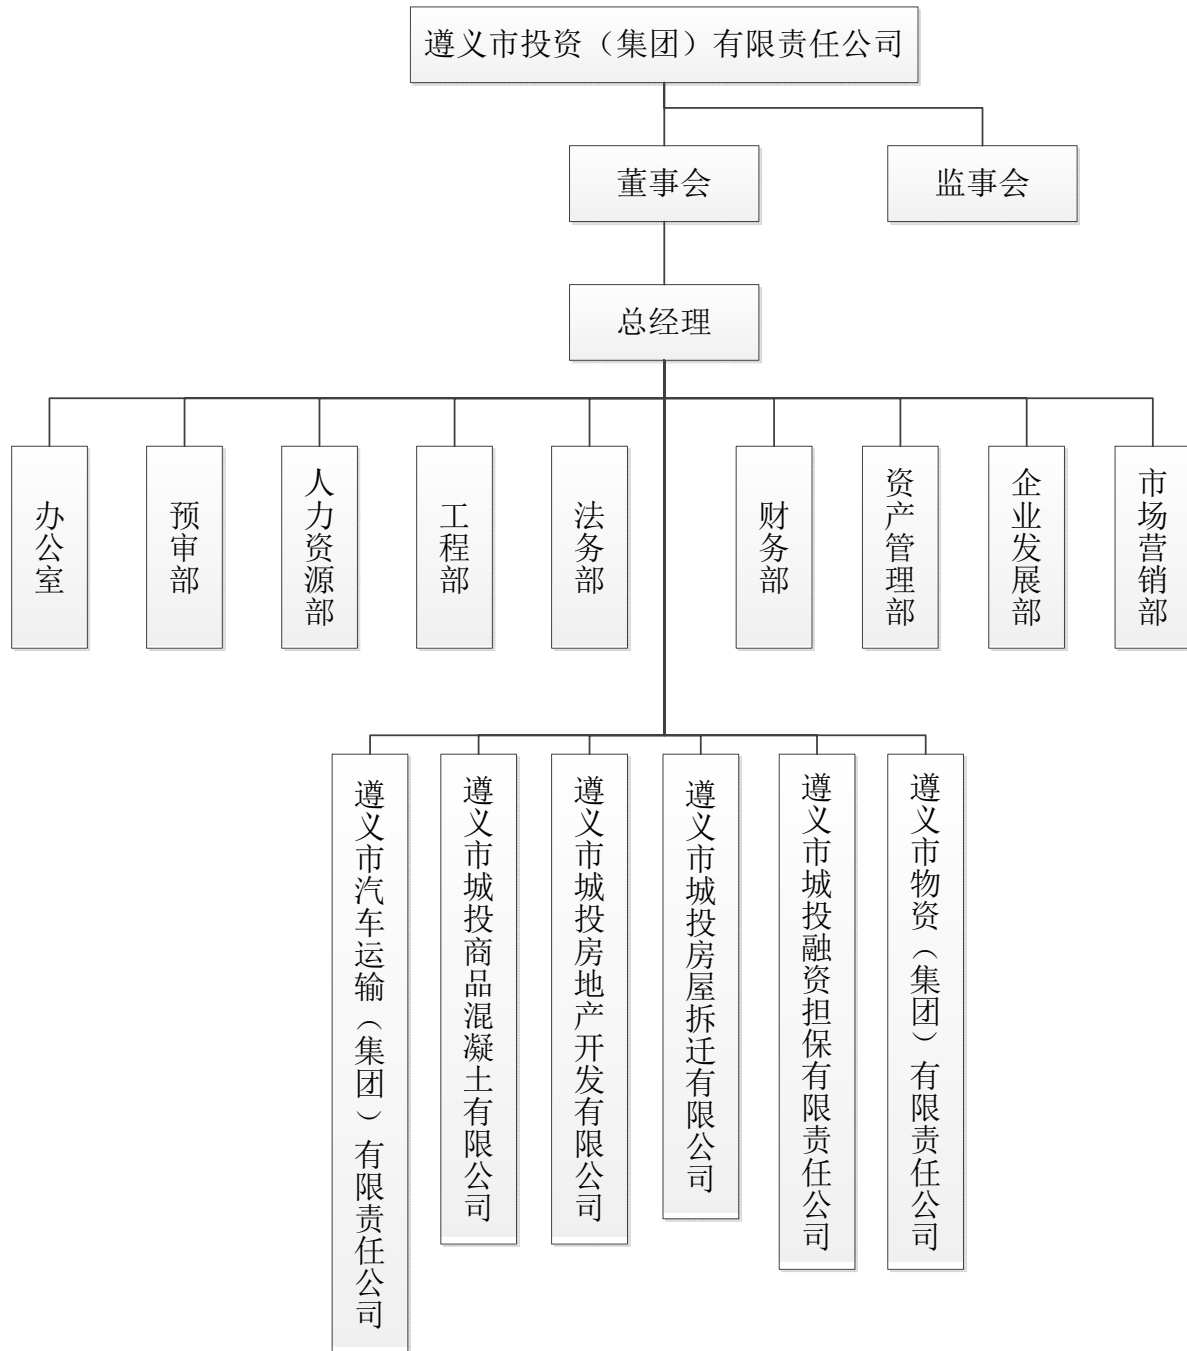 遵义市投资（集团）有限责任公司
董事会
监事会
总经理
办公室
预审部
人力资源部
工程部
法务部
财务部
资产管理部
企业发展部
市场营销部
遵义市汽车运输（集团）有限责任公司
遵义市城投商品混凝土有限公司
遵义市城投房地产开发有限公司
遵义市城投房屋拆迁有限公司
遵义市城投融资担保有限责任公司
遵义市物资（集团）有限责任公司